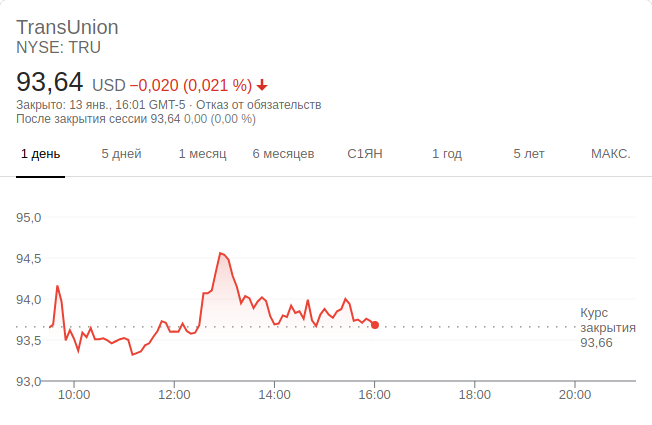 TransUnion
NYSE: TRU
93,64 USD −0,020 (0,021 %)
Закрыто: 13 янв., 16:01 GMT-5 · Отказ от обязательств
После закрытия сессии 93,64 0,00 (0,00 %)
1 день 5 дней 1 месяц 6 месяцев С1ЯН 1 год 5 лет МАКС.
95,0
94,5
94,0
93,5
93,0
Курс
закрытия
93,66
10:00 12:00 14:00 16:00 18:00 20:00